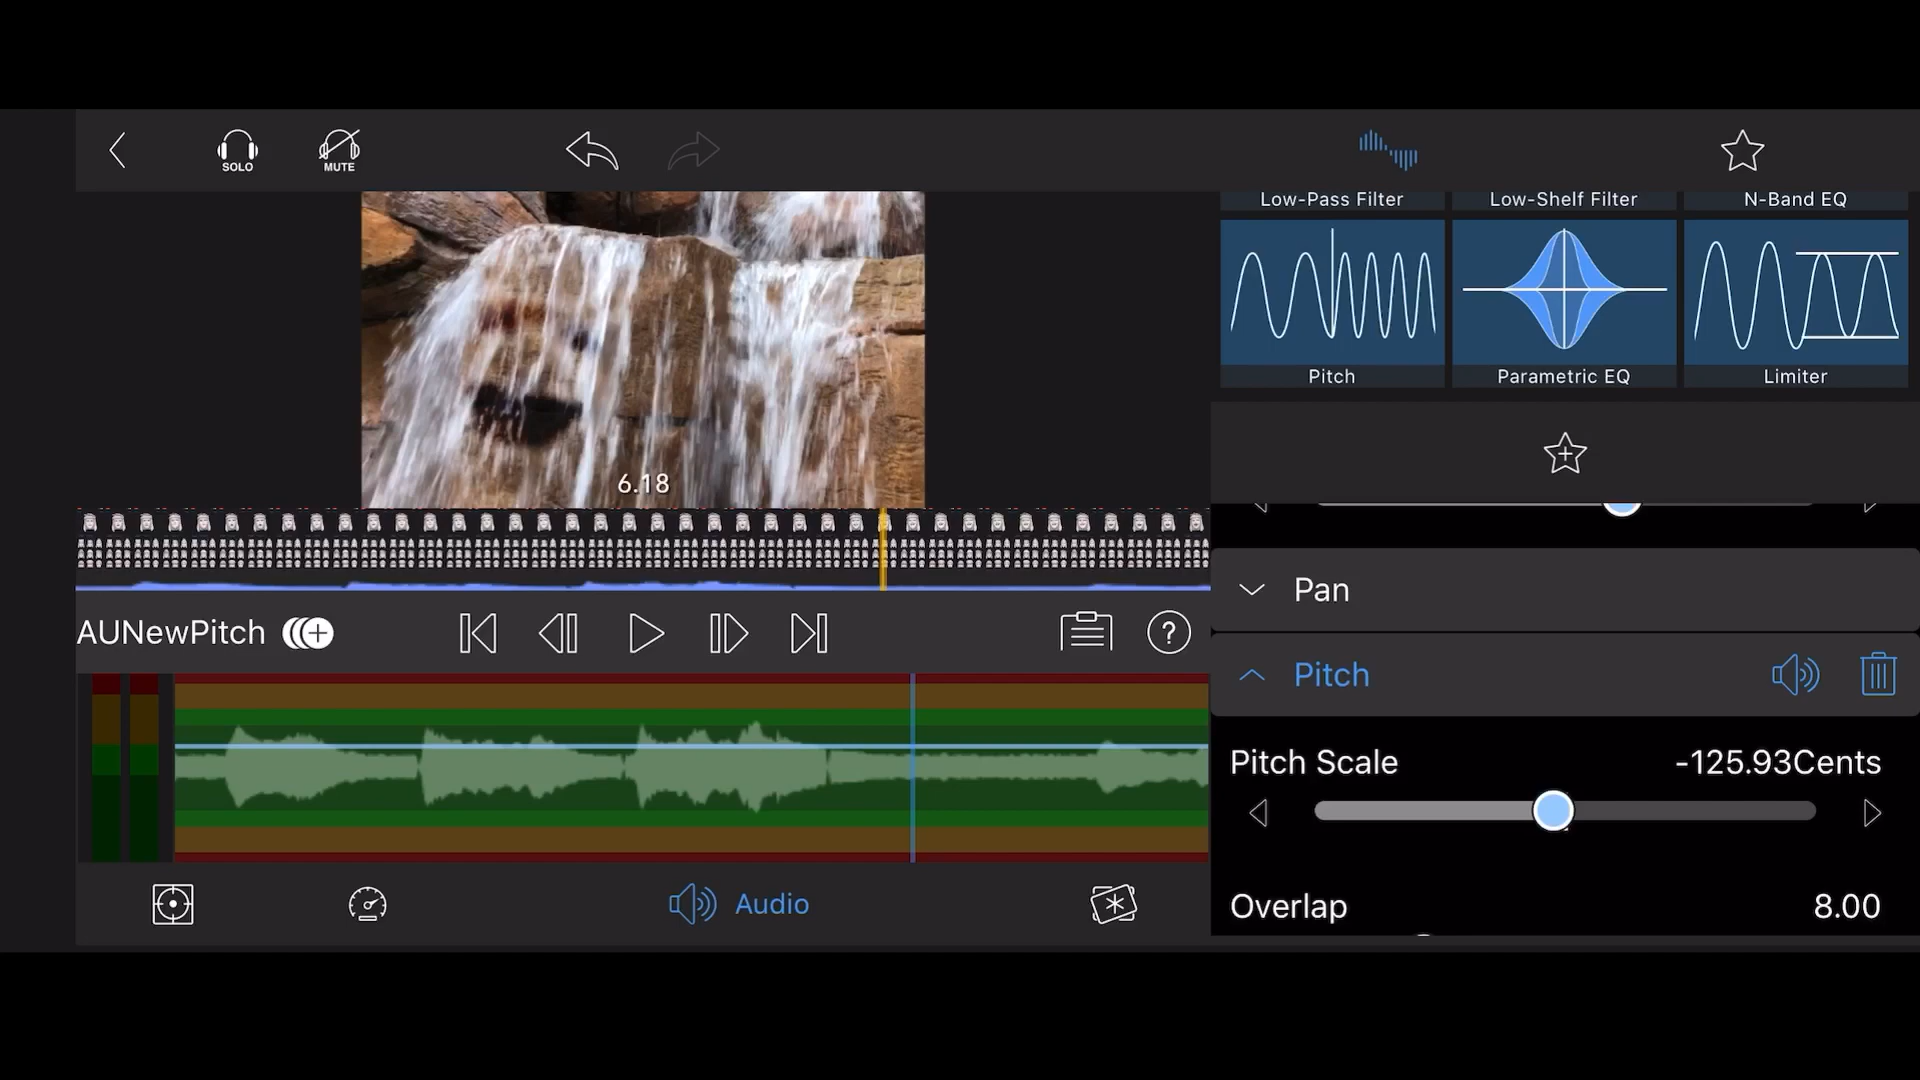 SOLO
MUTE
Low-Pass Filter
Low-Shelf Filter
N-Band EQ
Pitch
Parametric EQ
Limiter
6.18
Pan
AUNewPitch
?
Pitch
Pitch Scale
-125.93Cents
Overlap
8.00
Audio